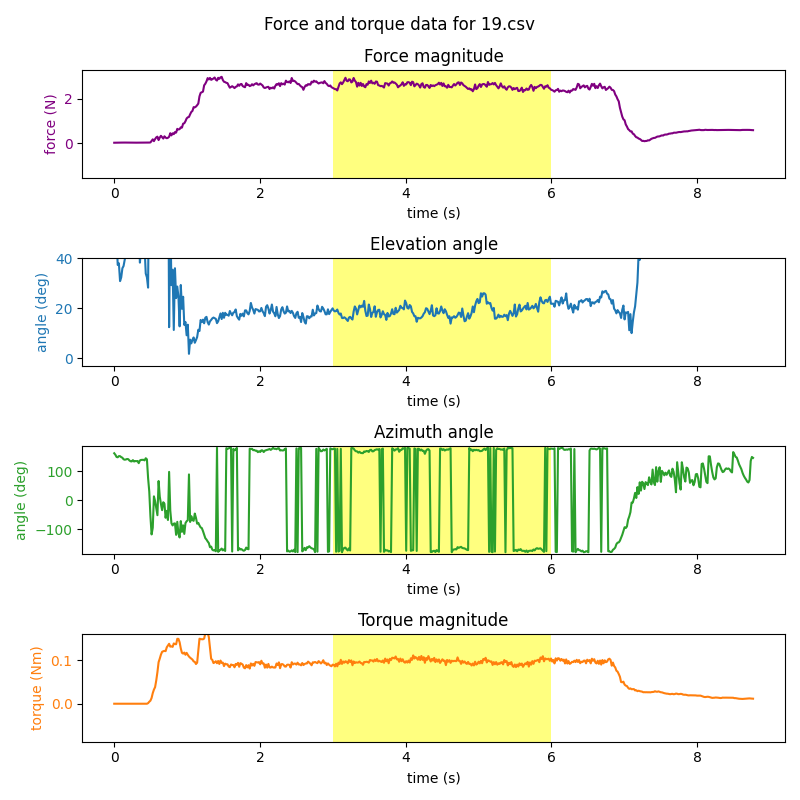 Force and torque data for 19.csv
Force magnitude
force (N)
2
0
0 2 4 6 8
time (s)
Elevation angle
angle (deg)
40
20
0
0 2 4 6 8
time (s)
Azimuth angle
angle (deg)
100
0
−100
0 2 4 6 8
time (s)
Torque magnitude
torque (Nm)
0.1
0.0
0 2 4 6 8
time (s)